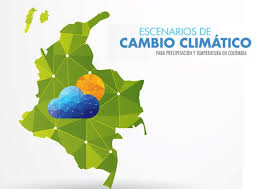 ESCENARIOS DE
CAMBIO CLIMÁTICO
PARA PRECIPITACIÓN Y TEMPERATURA EN COLOMBIA